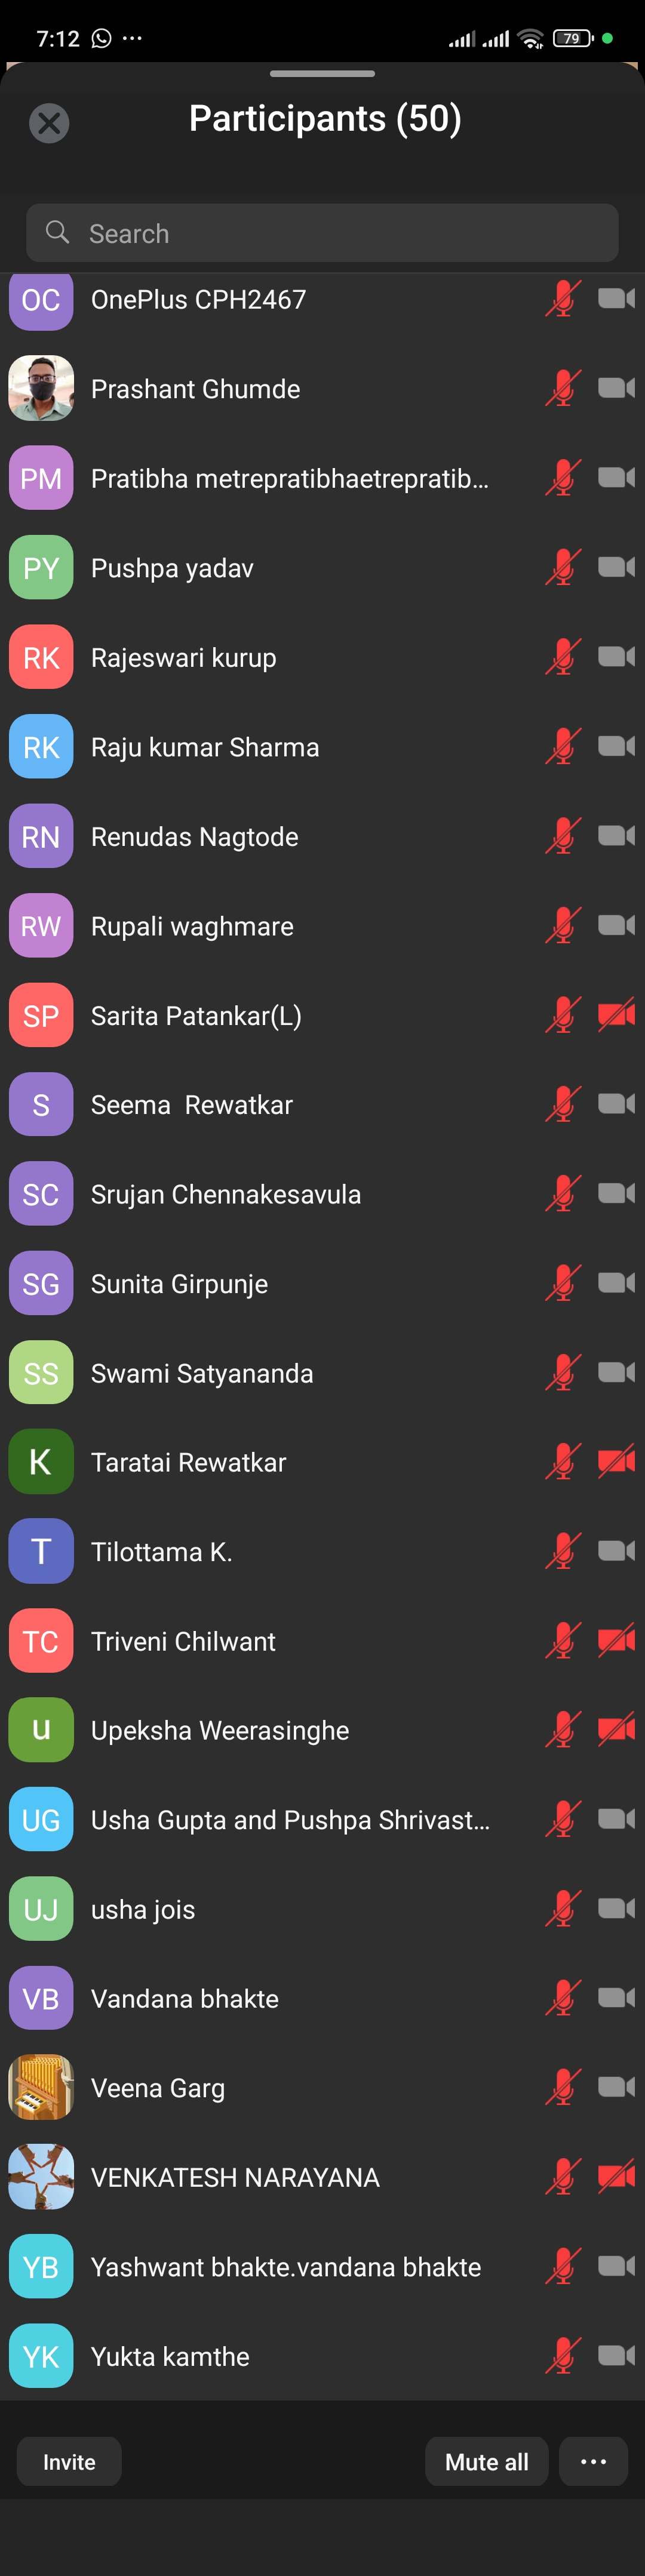 7:12
79
Participants (50)
Search
OC OnePlus CPH2467
Prashant Ghumde
PM Pratibha metrepratibhaetrepratib...
PY Pushpa yadav
RK Rajeswari kurup
RK Raju kumar Sharma
RN Renudas Nagtode
RW Rupali waghmare
SP Sarita Patankar(L)
S Seema  Rewatkar
SC Srujan Chennakesavula
SG Sunita Girpunje
SS Swami Satyananda
K Taratai Rewatkar
T Tilottama K.
TC Triveni Chilwant
u Upeksha Weerasinghe
UG Usha Gupta and Pushpa Shrivast...
UJ usha jois
VB Vandana bhakte
Veena Garg
VENKATESH NARAYANA
YB Yashwant bhakte.vandana bhakte
YK Yukta kamthe
Invite Mute all ...